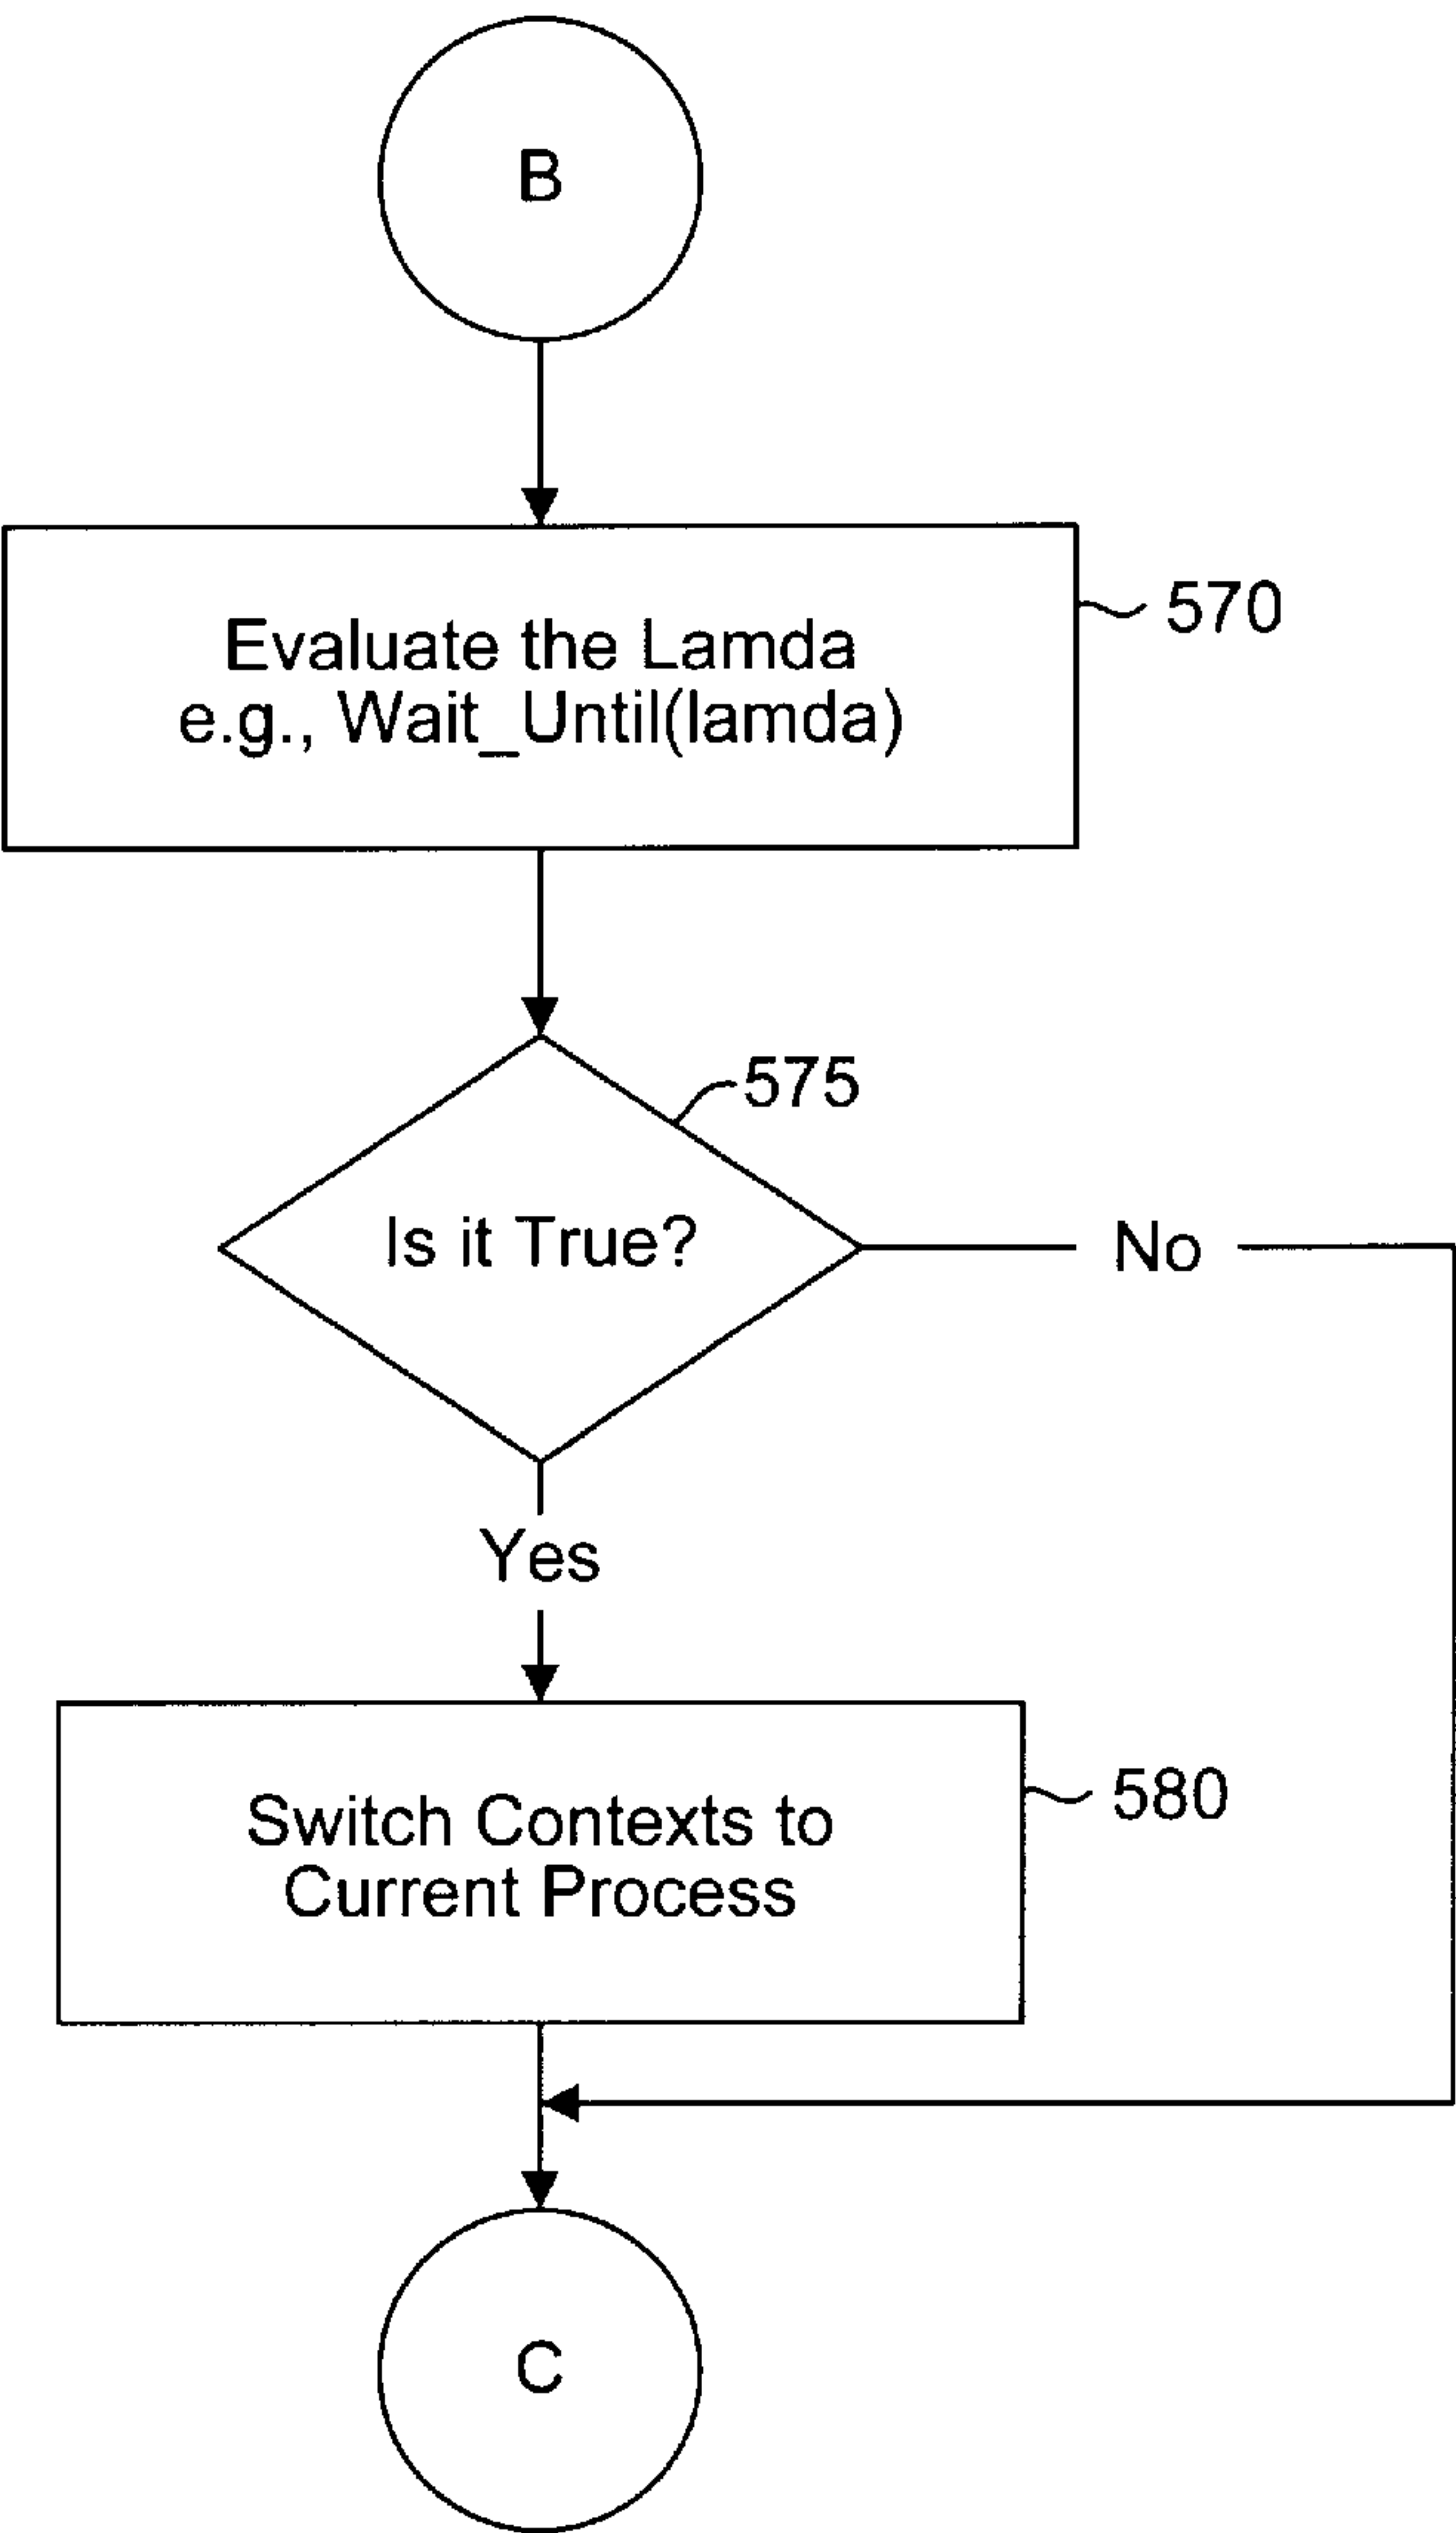 B
Evaluate the Lamda
e.g., Wait_Until(lamda)
570
575
Is it True?
No
Yes
Switch Contexts to
Current Process
580
C